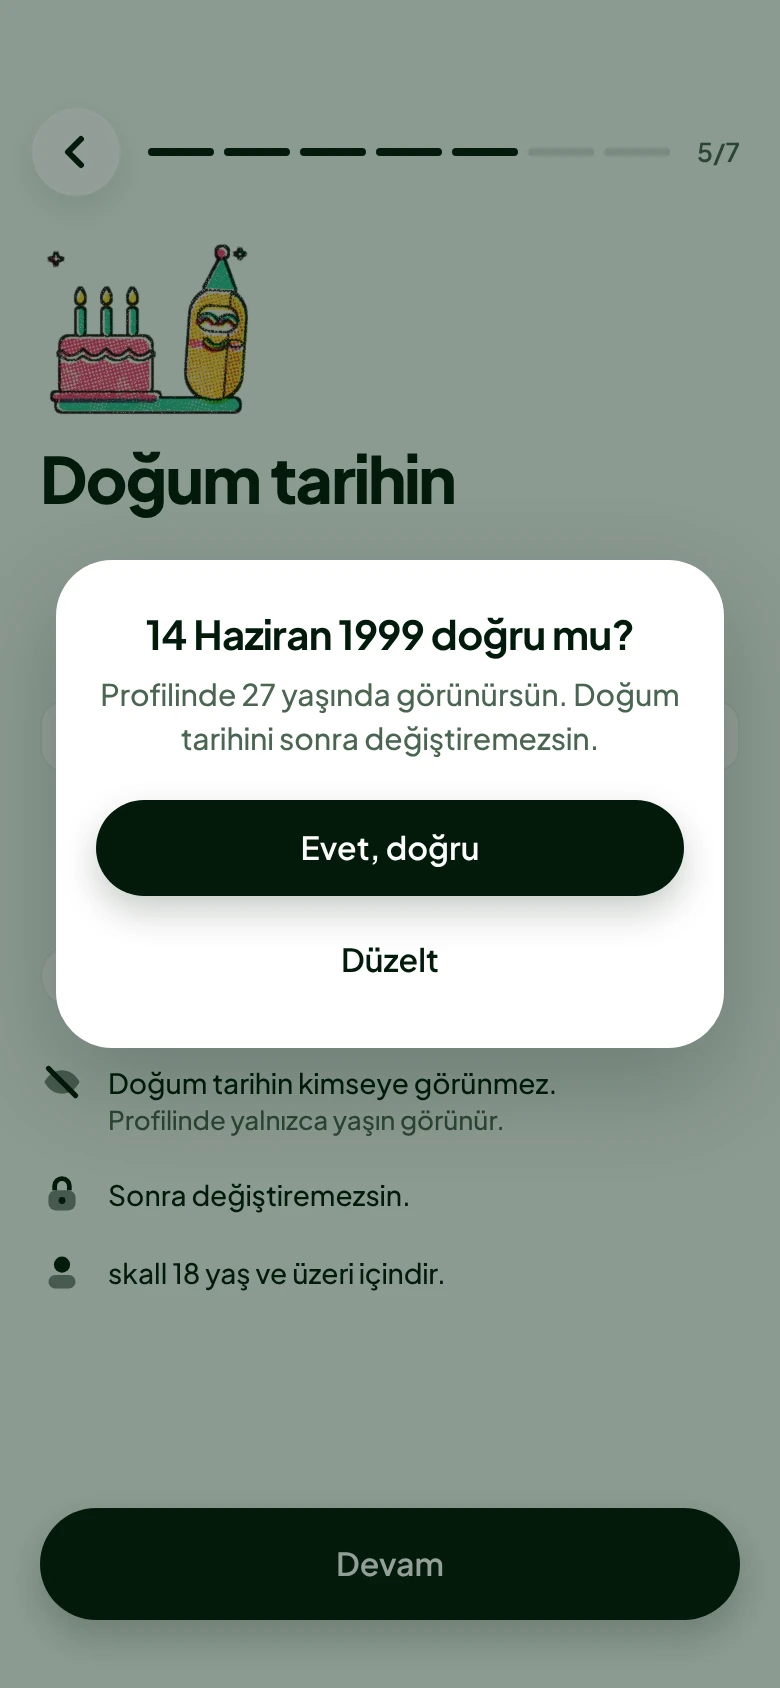 5/7
Doğum tarihin
14 Haziran 1999 doğru mu?
Profilinde 27 yaşında görünürsün. Doğum
tarihini sonra değiştiremezsin.
Evet, doğru
Düzelt
Doğum tarihin kimseye görünmez.
Profilinde yalnızca yaşın görünür.
Sonra değiştiremezsin.
skall 18 yaş ve üzeri içindir.
Devam